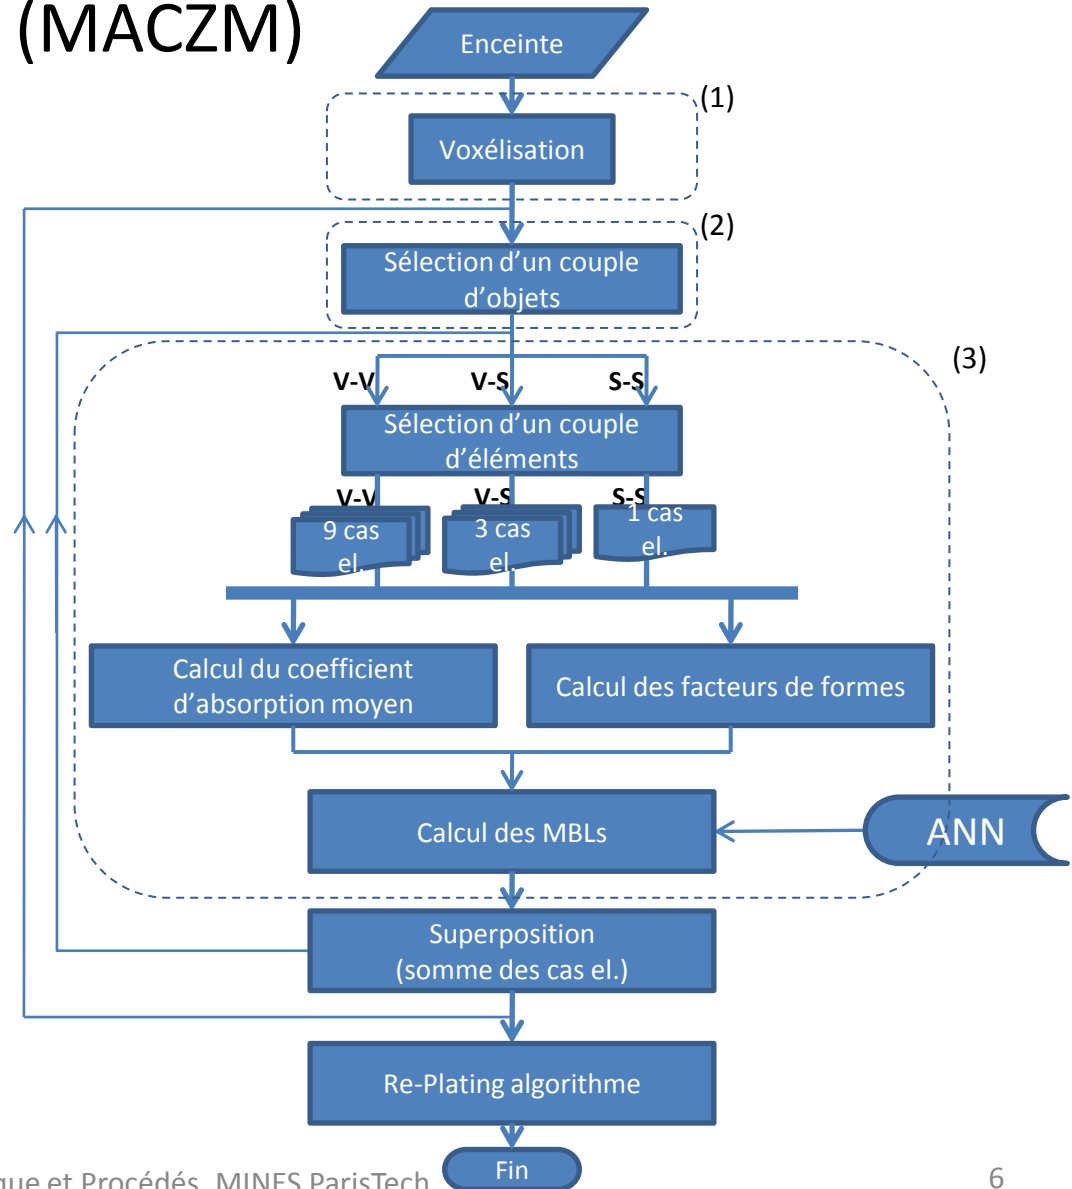 (MACZM)
Enceinte
(1)
Voxélisation
(2)
Sélection d'un couple
d'objets
(3)
V-V
V-S
S-S
Sélection d'un couple
d'éléments
V-V
V-S
S-S
9 cas
el.
3 cas
el.
1 cas
el.
Calcul du coefficient
d'absorption moyen
Calcul des facteurs de formes
Calcul des MBLs
ANN
Superposition
(somme des cas el.)
Re-Plating algorithme
Fin
que et Procédés, MINES ParisTech
6